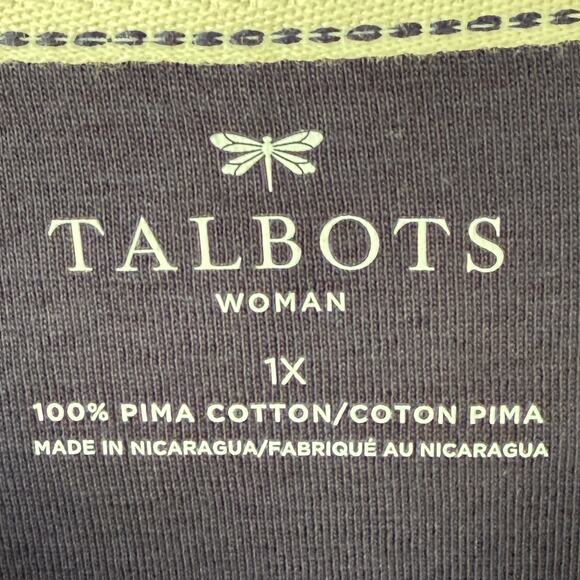 TALBOTS
WOMAN
1X
100% PIMA COTTON/COTON PIMA
MADE IN NICARAGUA/FABRIQUÉ AU NICARAGUA